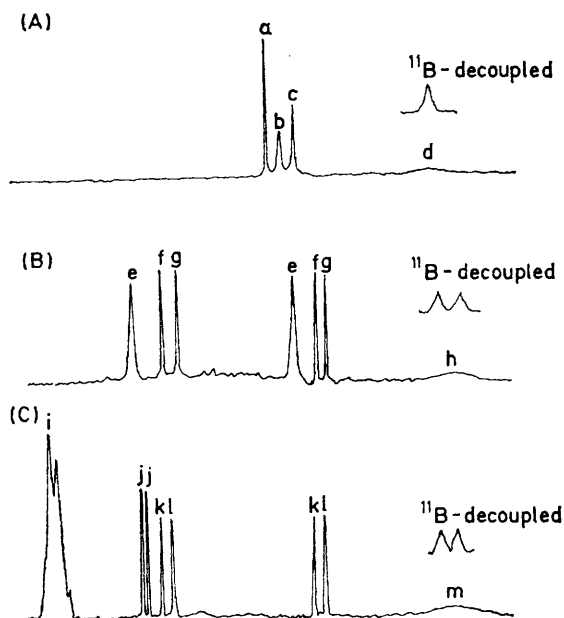 (A)
a
b
c
¹¹B-decoupled
d
(B)
e
f g
e
f g
¹¹B-decoupled
h
(C)
i
j j
k l
k l
¹¹B-decoupled
m